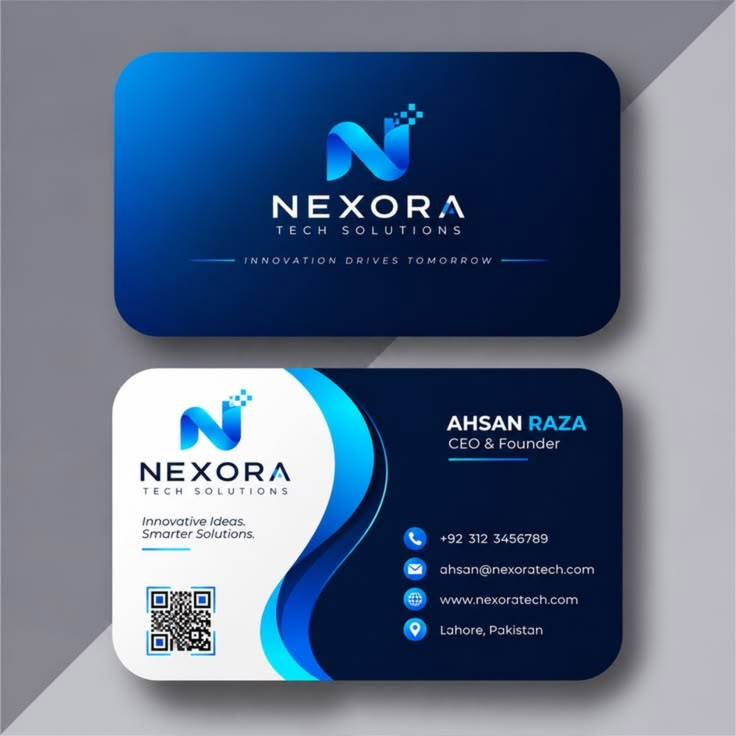 NEXORA
TECH SOLUTIONS
INNOVATION DRIVES TOMORROW
NEXORA
TECH SOLUTIONS
Innovative Ideas.
Smarter Solutions.
AHSAN RAZA
CEO & Founder
+92 312 3456789
ahsan@nexoratech.com
www.nexoratech.com
Lahore, Pakistan